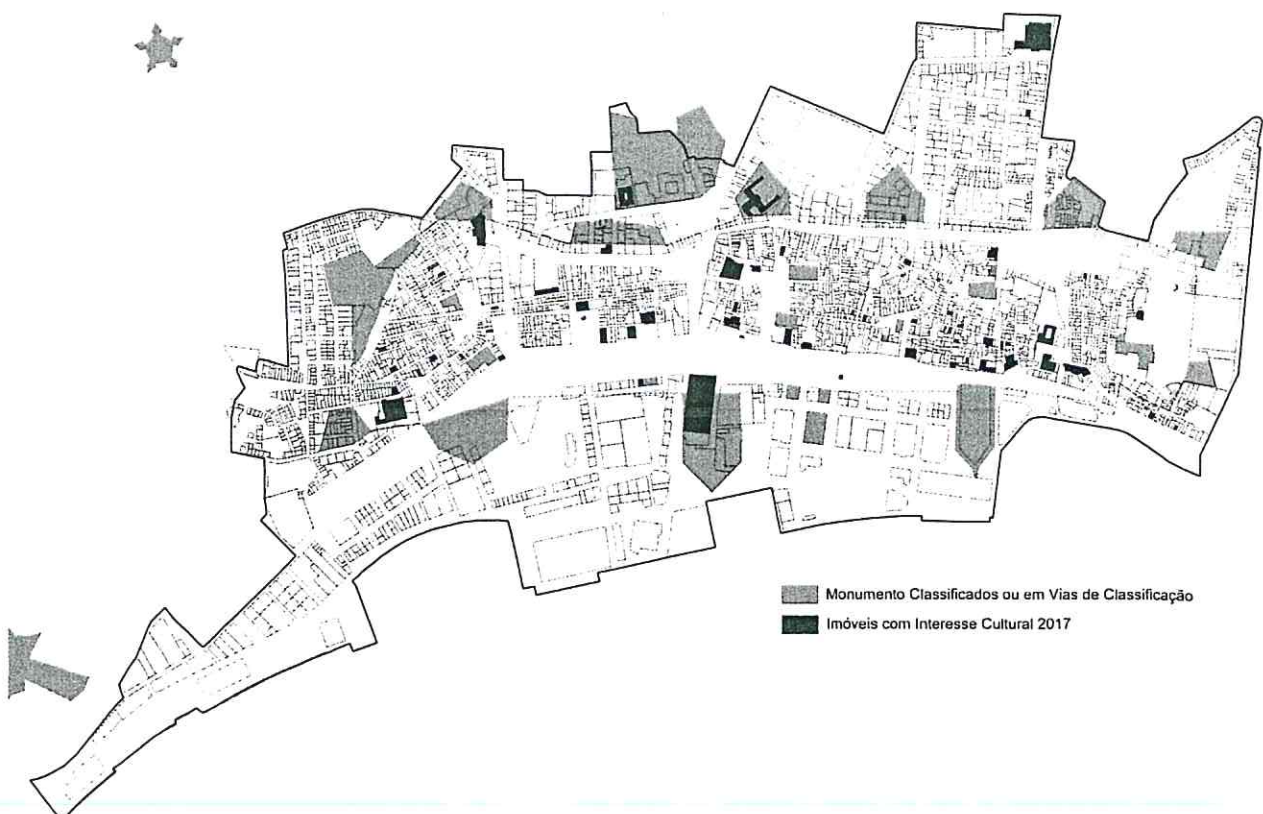 Monumento Classificados ou em Vias de Classificação
Imóveis com Interesse Cultural 2017